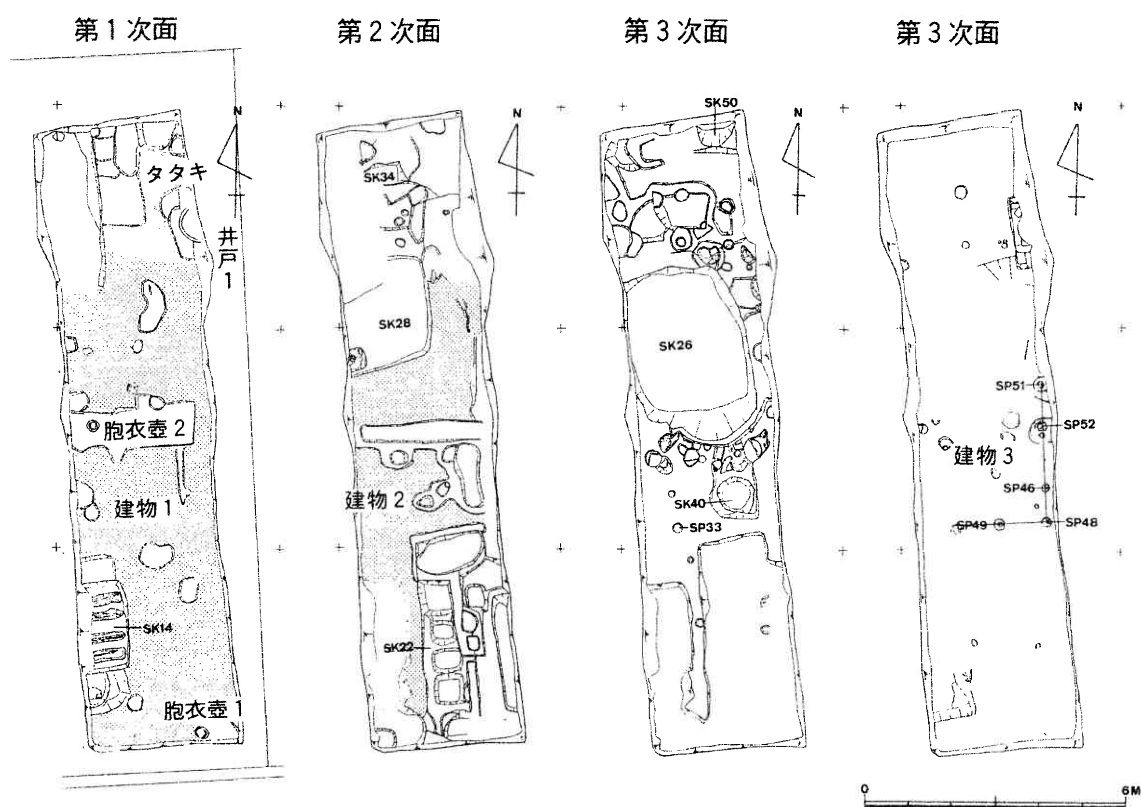 第1次面
第2次面
第3次面
第3次面
N
タタキ
井戸1
胞衣壺2
建物1
SK14
胞衣壺1
N
SK34
SK28
建物2
SK22
N
SK50
SK26
SK40
SP33
N
SP51
SP52
建物3
SP46
SP49
SP48
0
6M